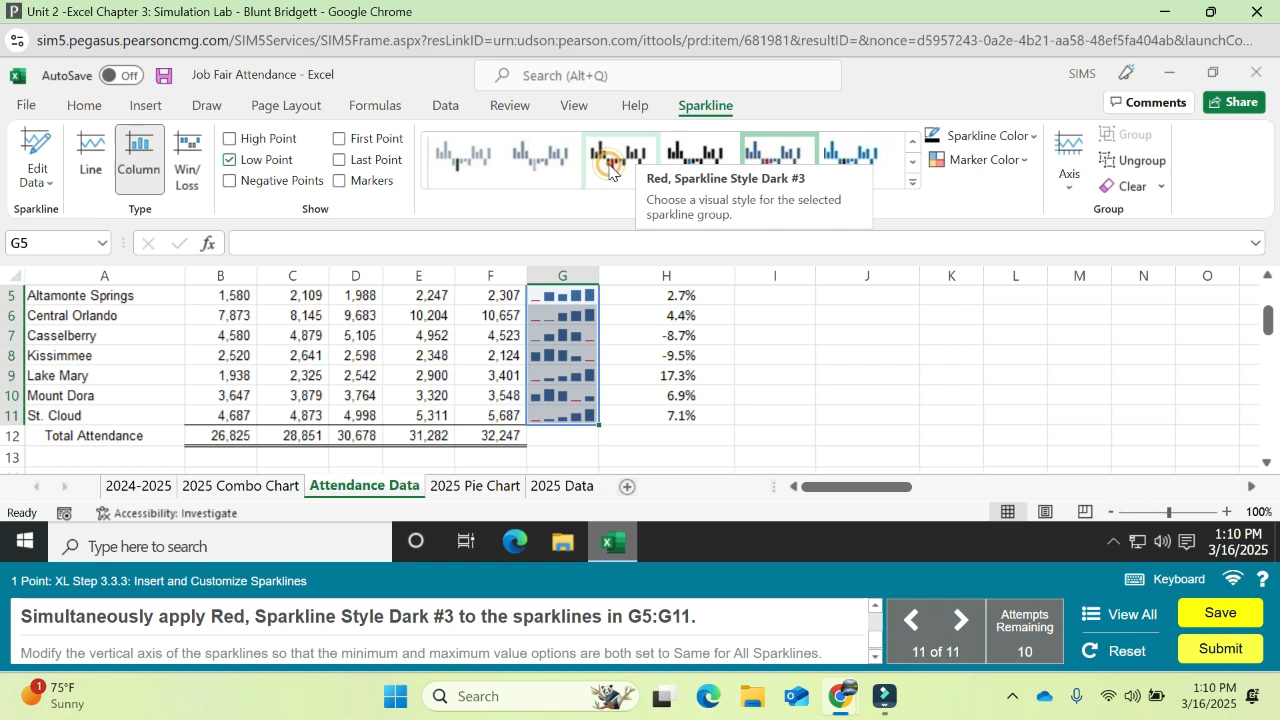 Unit 2 -Excel Chapter 3: Simulation Lab - Blunt Bridgett - Google Chrome
sim5.pegasus.pearsoncmg.com/SIM5Services/SIM5Frame.aspx?resLinkID=urn:udson:pearson.com/ittools/prditem/681981&resultID=&nonce=d5957243-0a2e-4b21-aa58-48ef5fa404ab&launchCo...
AutoSave Off Job Fair Attendance - Excel Search (Alt+Q) SIMS
File Home Insert Draw Page Layout Formulas Data Review View Help Sparkline Comments Share
Edit Data Line Column Win/ Loss
High Point First Point
Low Point Last Point
Negative Points Markers
Sparkline Color
Marker Color
Axis Group
Ungroup
Clear
Sparkline Type Show Group
Red, Sparkline Style Dark #3
Choose a visual style for the selected
sparkline group.
G5 fx
A B C D E F G H I J K L M N O
5 Altamonte Springs 1,580 2,109 1,988 2,247 2,307 2.7%
6 Central Orlando 7,873 8,145 9,683 10,204 10,657 4.4%
7 Casselberry 4,580 4,879 5,105 4,952 4,523 -8.7%
8 Kissimmee 2,520 2,641 2,598 2,348 2,124 -9.5%
9 Lake Mary 1,938 2,325 2,542 2,900 3,401 17.3%
10 Mount Dora 3,647 3,879 3,764 3,320 3,548 6.9%
11 St. Cloud 4,687 4,873 4,998 5,311 5,687 7.1%
12 Total Attendance 26,825 28,851 30,678 31,282 32,247
13
2024-2025 2025 Combo Chart Attendance Data 2025 Pie Chart 2025 Data
Ready Accessibility: Investigate 100%
Type here to search 1:10 PM
3/16/2025
1 Point: XL Step 3.3.3: Insert and Customize Sparklines Keyboard ?
Simultaneously apply Red, Sparkline Style Dark #3 to the sparklines in G5:G11.
Modify the vertical axis of the sparklines so that the minimum and maximum value options are both set to Same for All Sparklines.
11 of 11
Attempts
Remaining
10
View All Save
Reset Submit
1
75°F
Sunny
Search
1:10 PM
3/16/2025